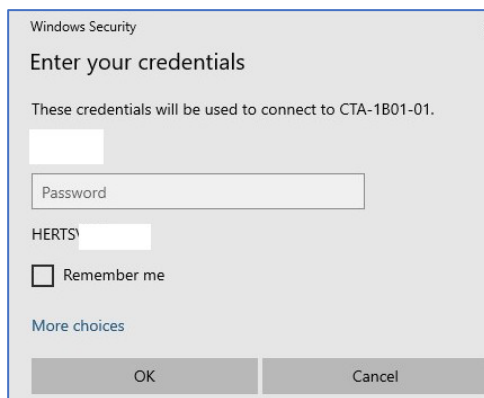 Windows Security
Enter your credentials
These credentials will be used to connect to CTA-1B01-01.
Password
HERTS\
Remember me
More choices
OK
Cancel